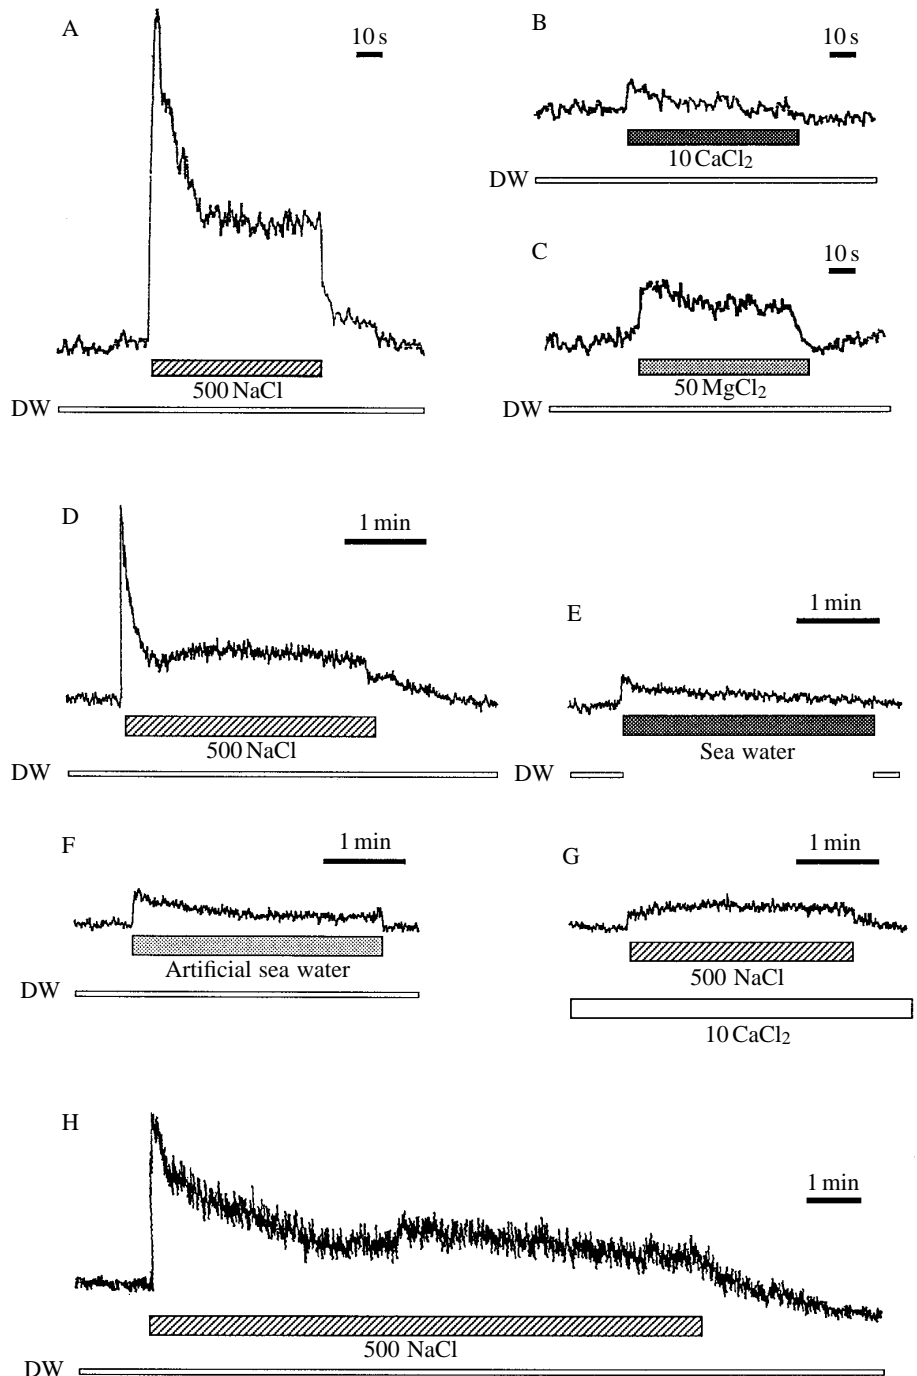 A
10 s
500 NaCl
DW
B
10 s
10 CaCl₂
DW
C
10 s
50 MgCl₂
DW
D
1 min
500 NaCl
DW
E
1 min
Sea water
DW
F
1 min
Artificial sea water
DW
G
1 min
500 NaCl
10 CaCl₂
H
1 min
500 NaCl
DW